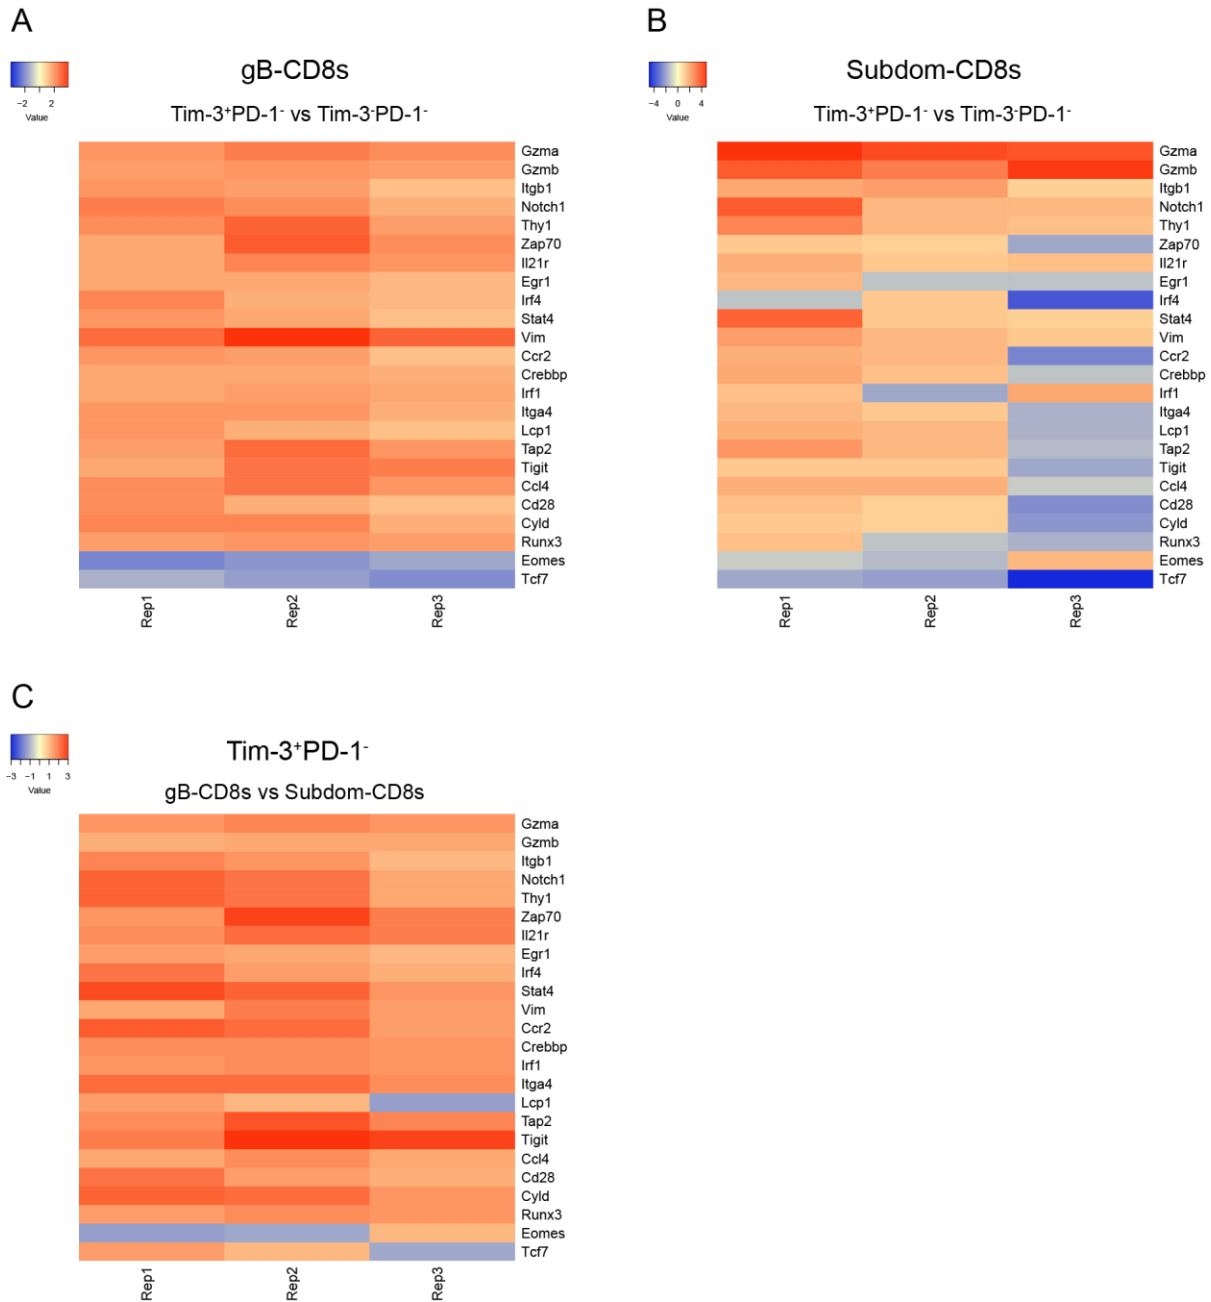 A
gB-CD8s
Tim-3⁺PD-1⁻ vs Tim-3⁻PD-1⁻
−2 2
Value
Gzma
Gzmb
Itgb1
Notch1
Thy1
Zap70
Il21r
Egr1
Irf4
Stat4
Vim
Ccr2
Crebbp
Irf1
Itga4
Lcp1
Tap2
Tigit
Ccl4
Cd28
Cyld
Runx3
Eomes
Tcf7
Rep1 Rep2 Rep3
B
Subdom-CD8s
Tim-3⁺PD-1⁻ vs Tim-3⁻PD-1⁻
−4 0 4
Value
Gzma
Gzmb
Itgb1
Notch1
Thy1
Zap70
Il21r
Egr1
Irf4
Stat4
Vim
Ccr2
Crebbp
Irf1
Itga4
Lcp1
Tap2
Tigit
Ccl4
Cd28
Cyld
Runx3
Eomes
Tcf7
Rep1 Rep2 Rep3
C
Tim-3⁺PD-1⁻
gB-CD8s vs Subdom-CD8s
−3 −1 1 3
Value
Gzma
Gzmb
Itgb1
Notch1
Thy1
Zap70
Il21r
Egr1
Irf4
Stat4
Vim
Ccr2
Crebbp
Irf1
Itga4
Lcp1
Tap2
Tigit
Ccl4
Cd28
Cyld
Runx3
Eomes
Tcf7
Rep1 Rep2 Rep3